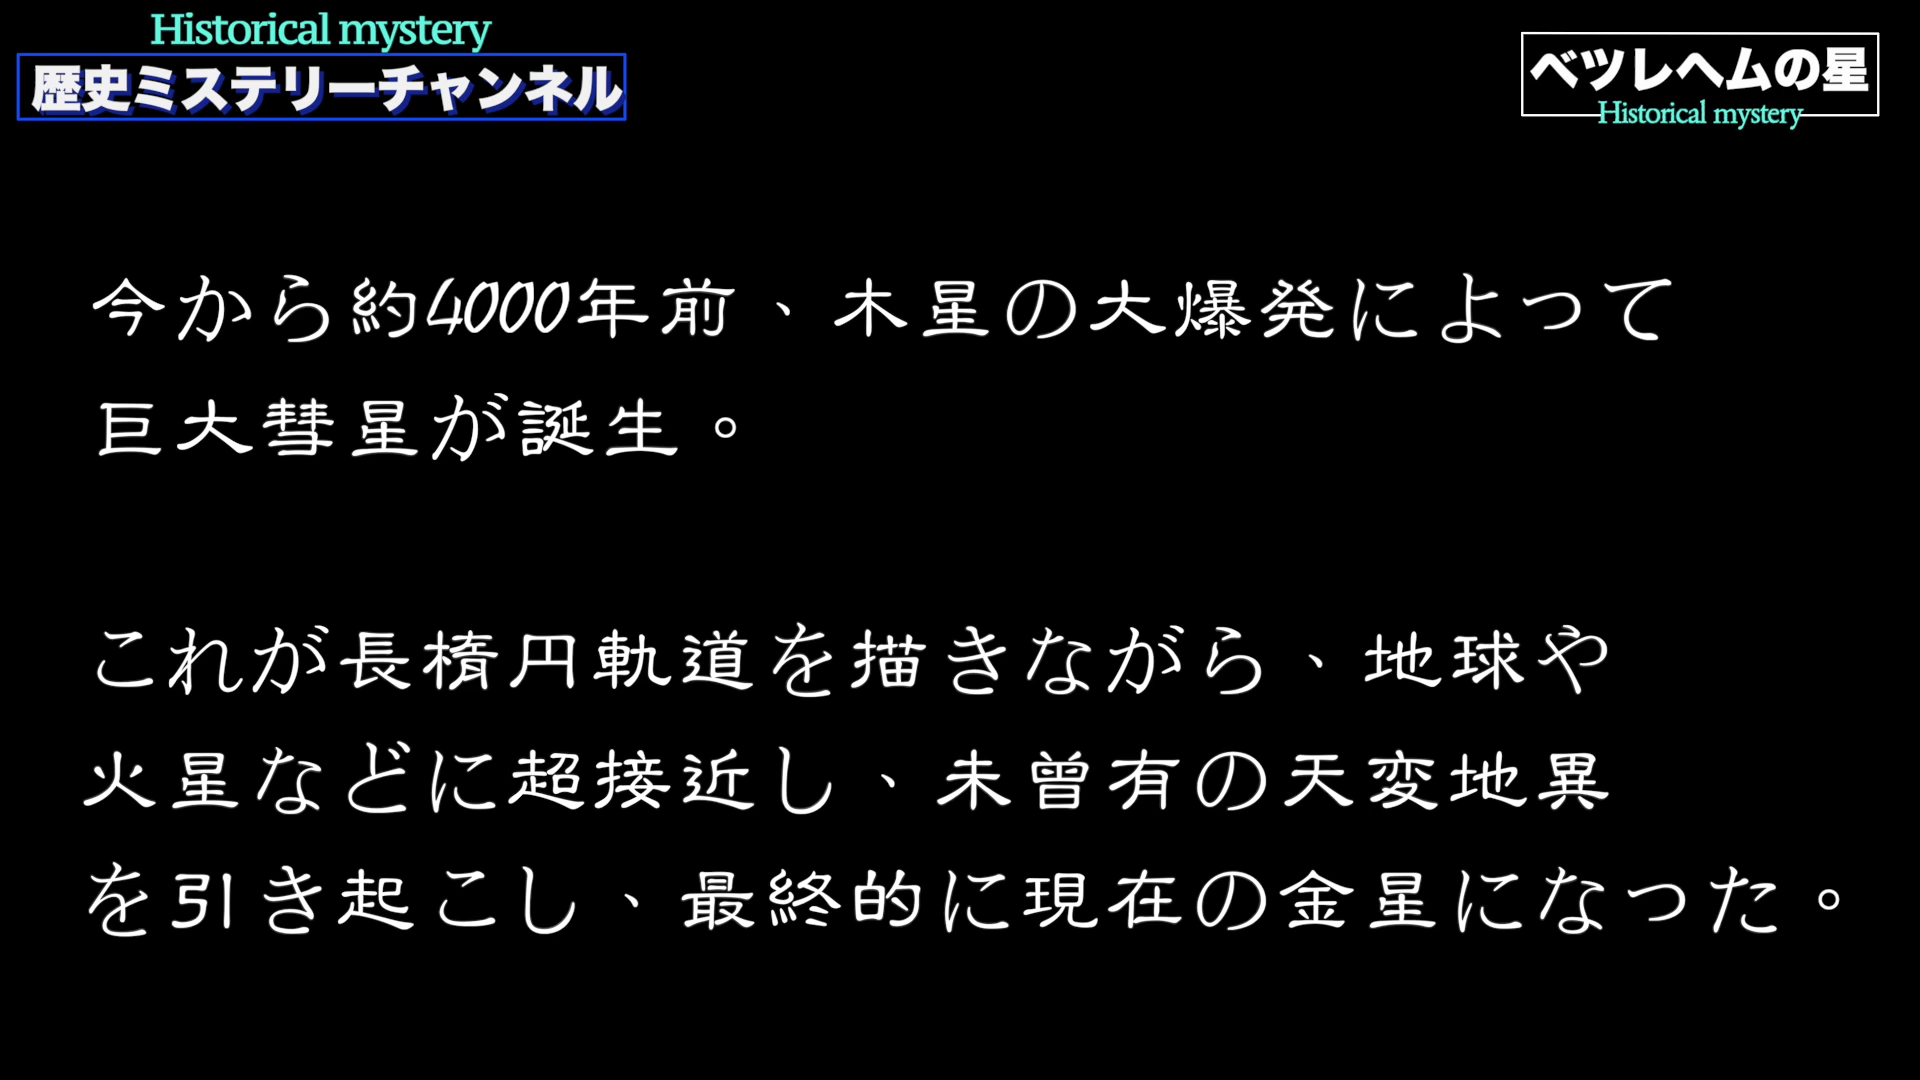 Historical mystery
歴史ミステリーチャンネル
ベツレヘムの星
Historical mystery
今から約4000年前、木星の大爆発によって
巨大彗星が誕生。
これが長楕円軌道を描きながら、地球や
火星などに超接近し、未曾有の天変地異
を引き起こし、最終的に現在の金星になった。